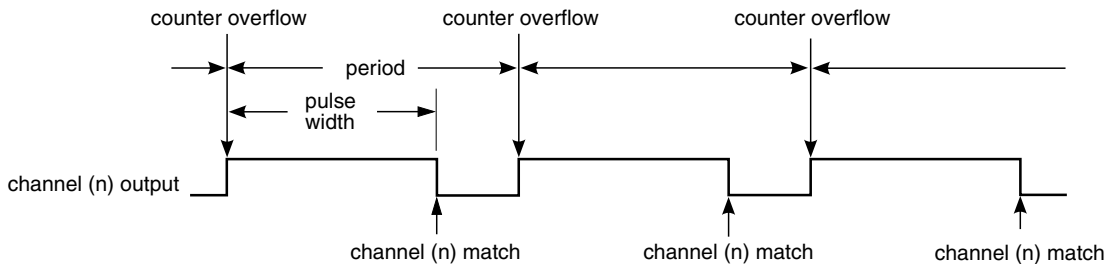 counter overflow counter overflow counter overflow
period
pulse
width
channel (n) output
channel (n) match channel (n) match channel (n) match